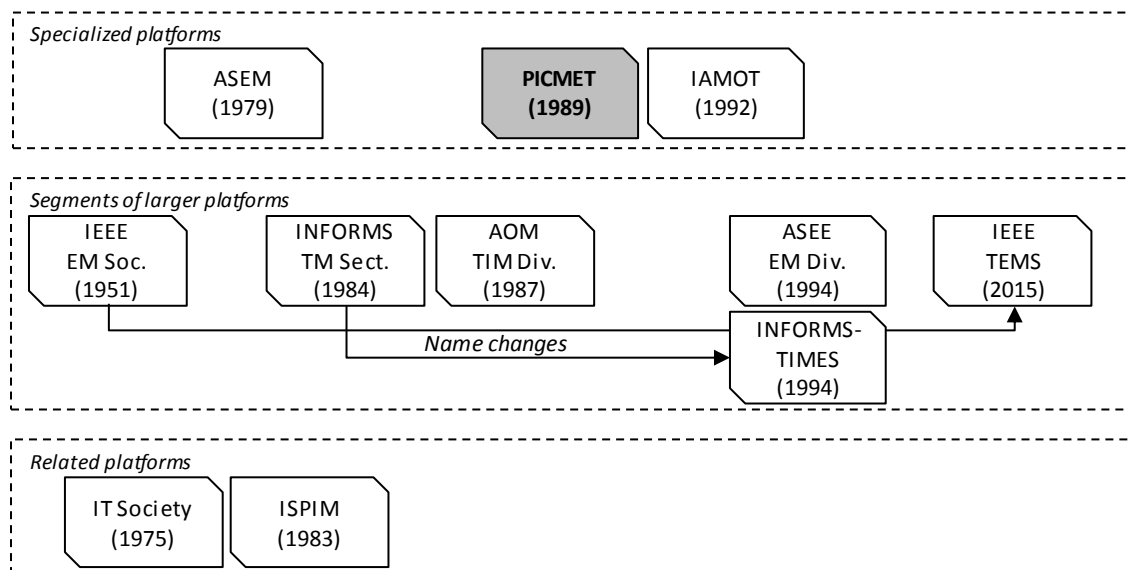 Specialized platforms
ASEM
(1979)
PICMET
(1989)
IAMOT
(1992)
Segments of larger platforms
IEEE
EM Soc.
(1951)
INFORMS
TM Sect.
(1984)
AOM
TIM Div.
(1987)
ASEE
EM Div.
(1994)
IEEE
TEMS
(2015)
Name changes
INFORMS-
TIMES
(1994)
Related platforms
IT Society
(1975)
ISPIM
(1983)